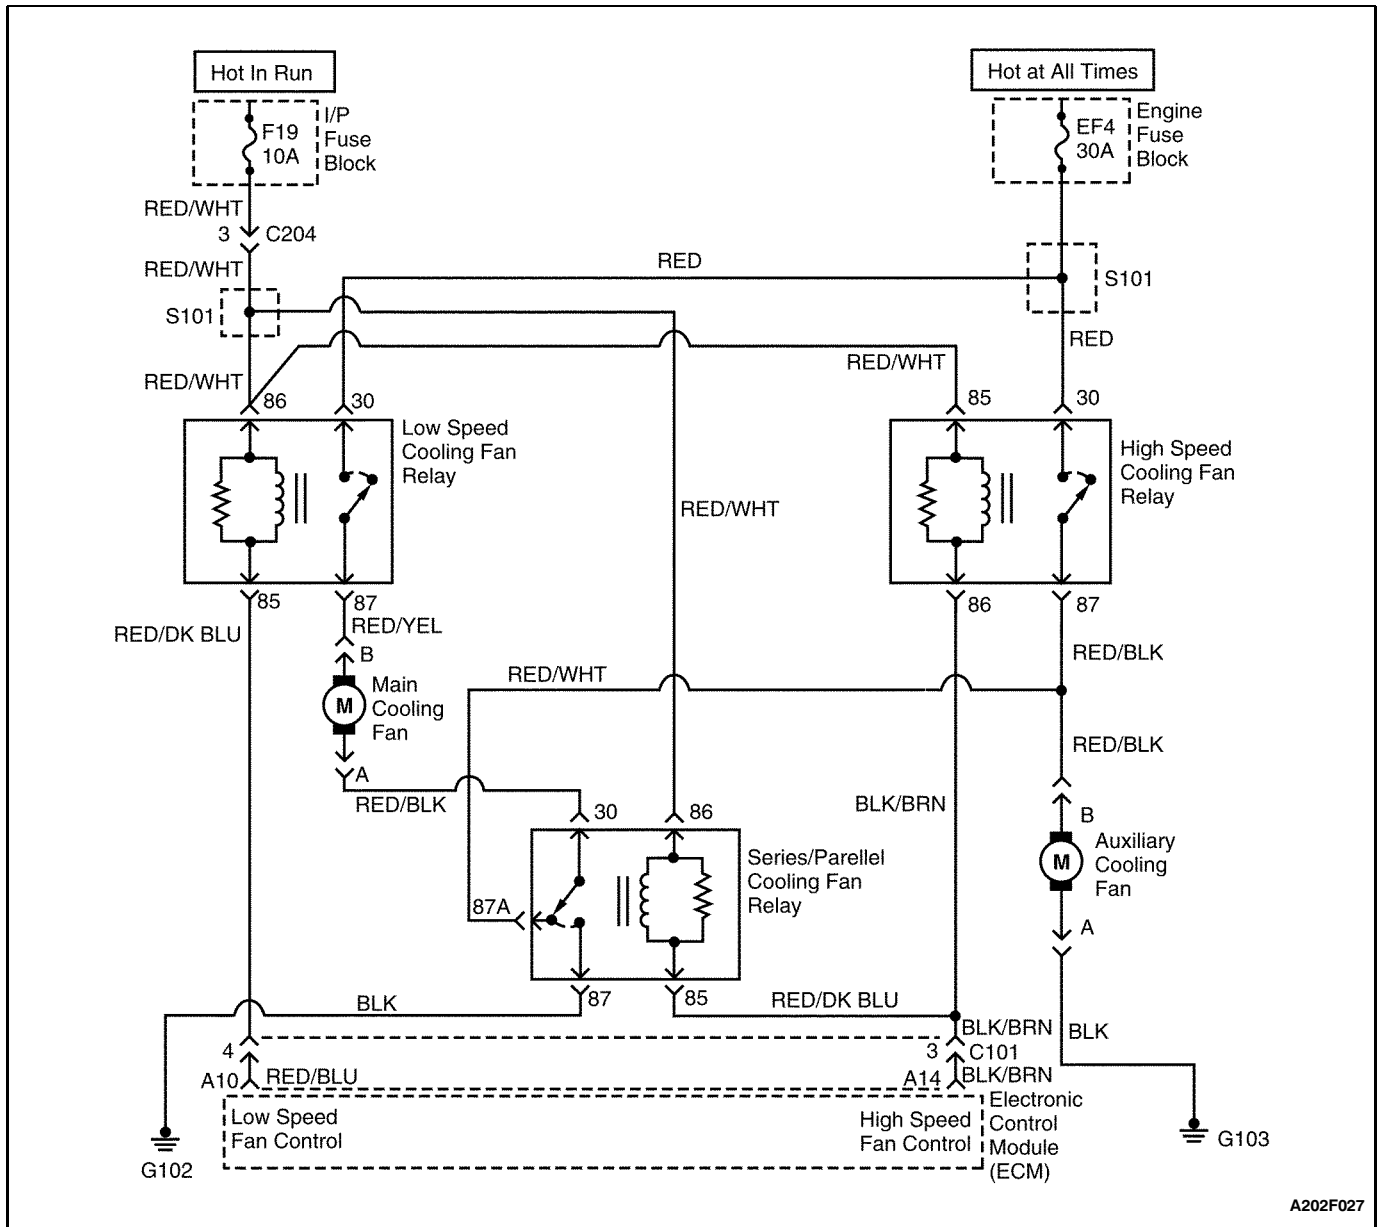 Hot In Run
Hot at All Times
F19
10A
I/P
Fuse
Block
EF4
30A
Engine
Fuse
Block
RED/WHT
3
C204
RED/WHT
RED
S101
S101
RED
RED/WHT
RED/WHT
86
30
85
30
Low Speed
Cooling Fan
Relay
High Speed
Cooling Fan
Relay
RED/WHT
85
87
86
87
RED/DK BLU
RED/YEL
B
RED/BLK
RED/WHT
M
Main
Cooling
Fan
RED/BLK
A
RED/BLK
BLK/BRN
30
86
B
M
Auxiliary
Cooling
Fan
Series/Parellel
Cooling Fan
Relay
87A
A
87
85
BLK
RED/DK BLU
BLK/BRN
BLK
4
3
C101
A10
RED/BLU
A14
BLK/BRN
Low Speed
Fan Control
High Speed
Fan Control
Electronic
Control
Module
(ECM)
G102
G103
A202F027